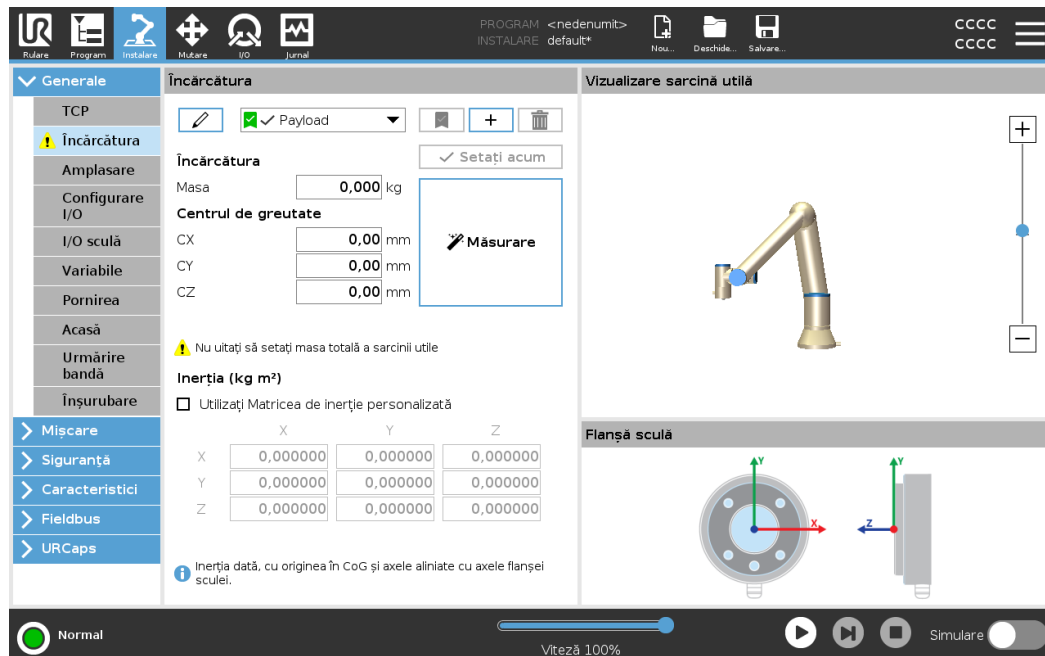 UR
Rulare
Program
Instalare
Mutare
I/O
Jurnal
PROGRAM <nedenumit>
INSTALARE default*
Nou...
Deschide...
Salvare...
CCCC
CCCC
Generale
TCP
Încărcătura
Amplasare
Configurare
I/O
I/O sculă
Variabile
Pornirea
Acasă
Urmărire
bandă
Înșurubare
Mișcare
Siguranță
Caracteristici
Fieldbus
URCaps
Încărcătura
Payload
+
Încărcătura
Setați acum
Masa 0,000 kg
Centrul de greutate
CX 0,00 mm
CY 0,00 mm
CZ 0,00 mm
Măsurare
Nu uitați să setați masa totală a sarcinii utile
Inerția (kg m²)
Utilizați Matricea de inerție personalizată
X Y Z
X 0,000000 0,000000 0,000000
Y 0,000000 0,000000 0,000000
Z 0,000000 0,000000 0,000000
Inerția dată, cu originea în CoG și axele aliniate cu axele flanșei
sculei.
Vizualizare sarcină utilă
Flanșă sculă
Y
X
Y
Z
Normal
Viteză 100%
Simulare